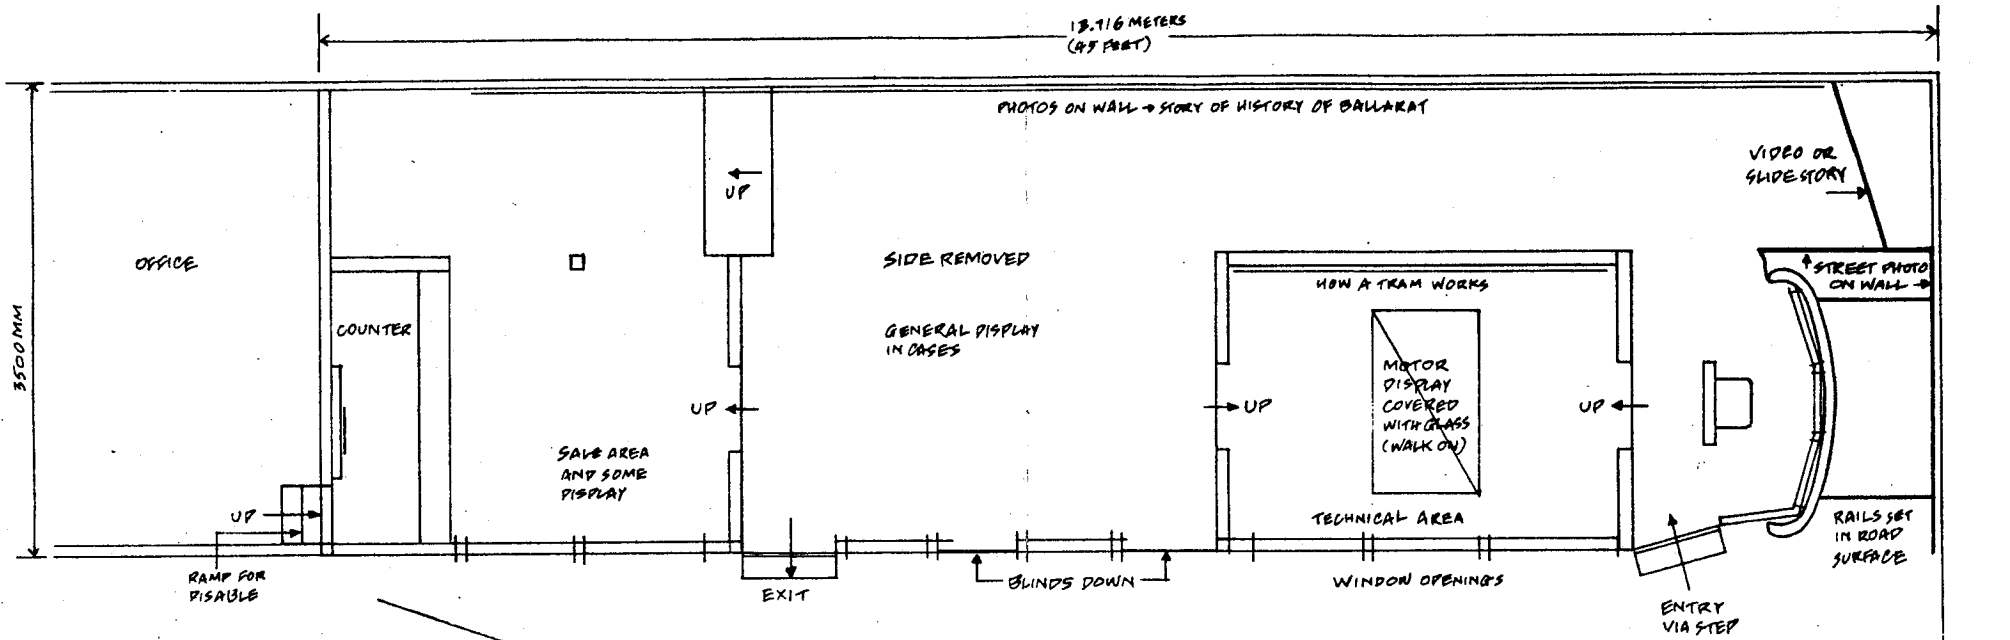 13.716 METERS
(45 FEET)
PHOTOS ON WALL → STORY OF HISTORY OF BALLARAT
VIDEO OR
SLIDE STORY
UP
OFFICE
SIDE REMOVED
STREET PHOTO
ON WALL
HOW A TRAM WORKS
3500 MM
COUNTER
GENERAL DISPLAY
IN CASES
MOTOR
DISPLAY
COVERED
WITH GLASS
(WALK ON)
UP
UP
UP
SALE AREA
AND SOME
DISPLAY
UP
TECHNICAL AREA
RAILS SET
IN ROAD
SURFACE
RAMP FOR
DISABLE
EXIT
BLINDS DOWN
WINDOW OPENINGS
ENTRY
VIA STEP